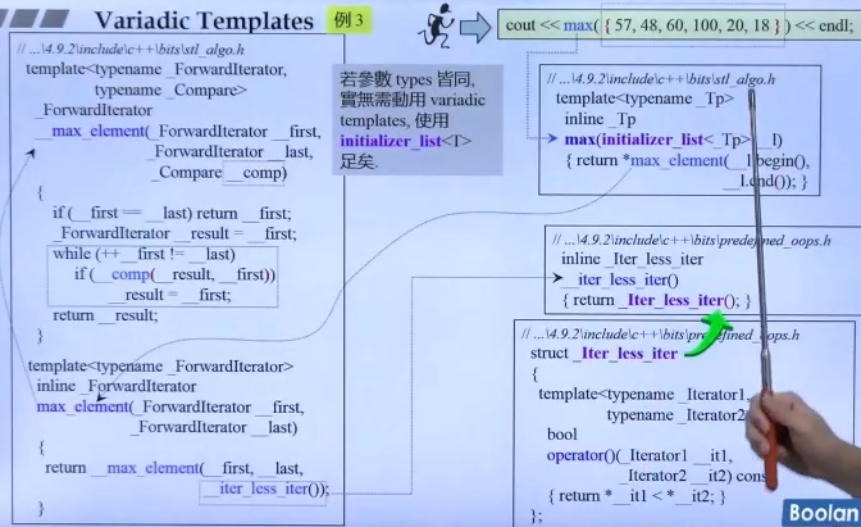 Variadic Templates 例 3
cout << max( { 57, 48, 60, 100, 20, 18 } ) << endl;
// ...\4.9.2\include\c++\bits\stl_algo.h
template<typename _ForwardIterator,
typename _Compare>
_ForwardIterator
__max_element(_ForwardIterator __first,
_ForwardIterator __last,
_Compare __comp)
{
if (__first == __last) return __first;
_ForwardIterator __result = __first;
while (++__first != __last)
if (__comp(__result, __first))
__result = __first;
return __result;
}
template<typename _ForwardIterator>
inline _ForwardIterator
max_element(_ForwardIterator __first,
_ForwardIterator __last)
{
return __max_element(__first, __last,
__iter_less_iter());
}
若參數 types 皆同,
實無需動用 variadic
templates, 使用
initializer_list<T>
足矣.
// ...\4.9.2\include\c++\bits\stl_algo.h
template<typename _Tp>
inline _Tp
max(initializer_list<_Tp> __l)
{ return *max_element(__l.begin(),
__l.end()); }
// ...\4.9.2\include\c++\bits\predefined_oops.h
inline _Iter_less_iter
__iter_less_iter()
{ return _Iter_less_iter(); }
// ...\4.9.2\include\c++\bits\predefined_oops.h
struct _Iter_less_iter
{
template<typename _Iterator1,
typename _Iterator2
bool
operator()(_Iterator1 __it1,
_Iterator2 __it2) cons
{ return *__it1 < *__it2; }
};
Boolan